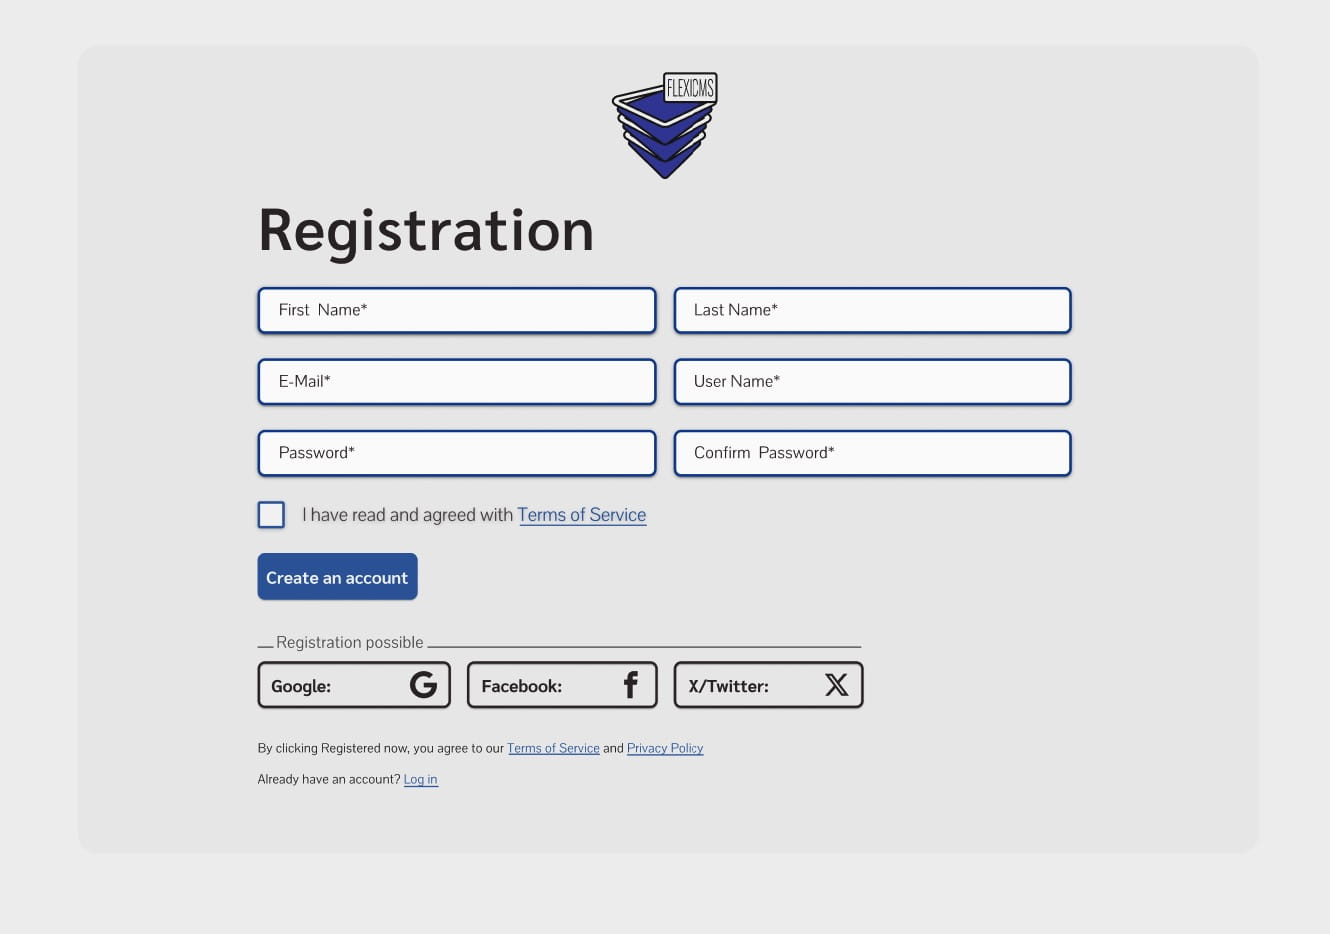 FLEXICMS
Registration
First Name*
Last Name*
E-Mail*
User Name*
Password*
Confirm Password*
I have read and agreed with Terms of Service
Create an account
Registration possible
Google:
Facebook:
X/Twitter:
By clicking Registered now, you agree to our Terms of Service and Privacy Policy
Already have an account? Log in